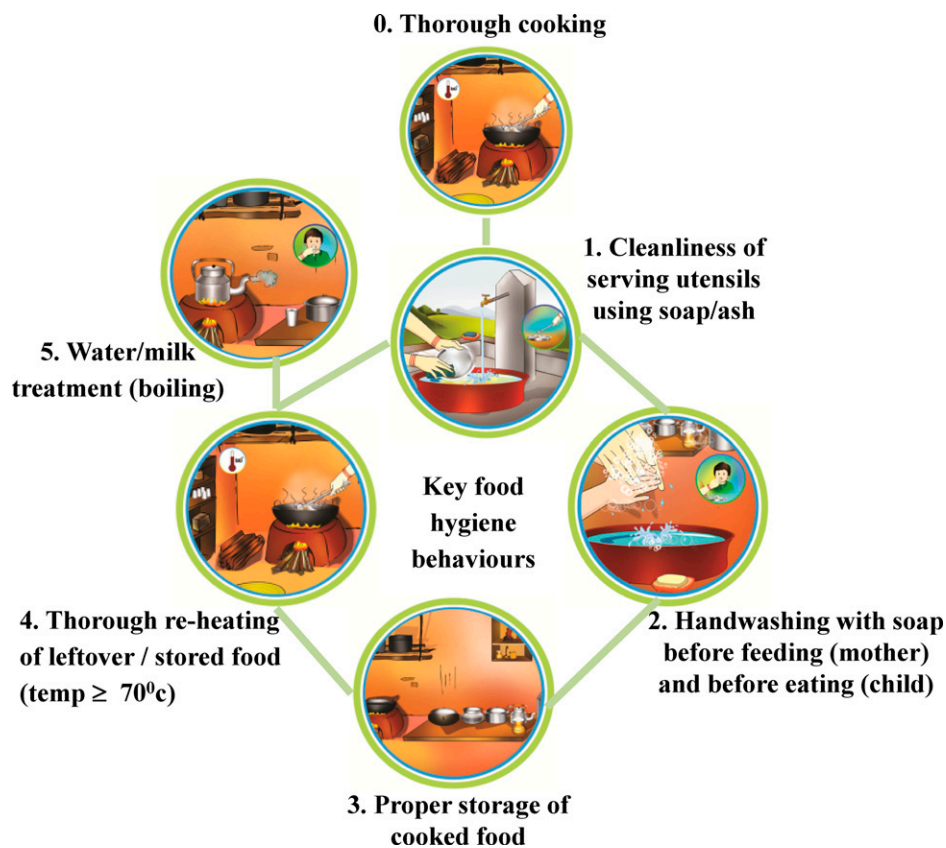 0. Thorough cooking
1. Cleanliness of
serving utensils
using soap/ash
5. Water/milk
treatment (boiling)
Key food
hygiene
behaviours
4. Thorough re-heating
of leftover / stored food
(temp ≥ 70⁰c)
2. Handwashing with soap
before feeding (mother)
and before eating (child)
3. Proper storage of
cooked food